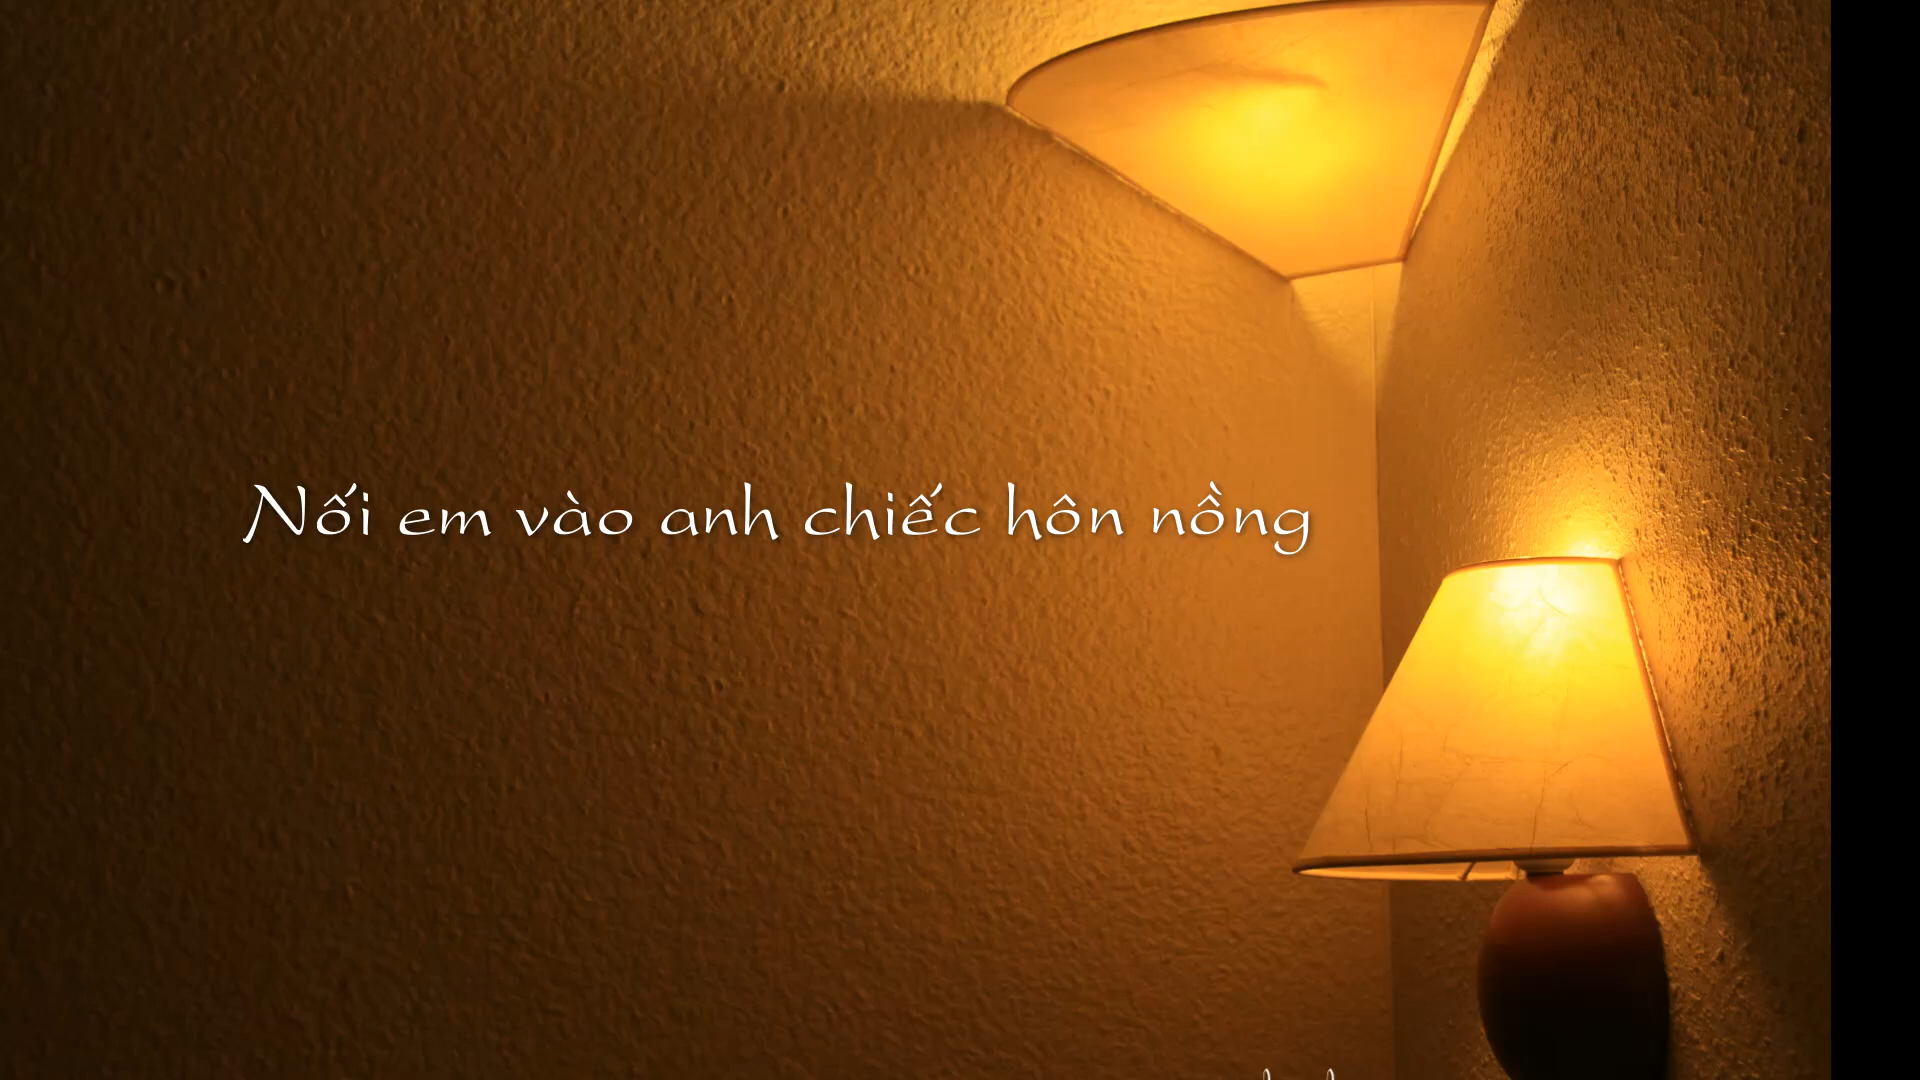 Nối em vào anh chiếc hôn nồng